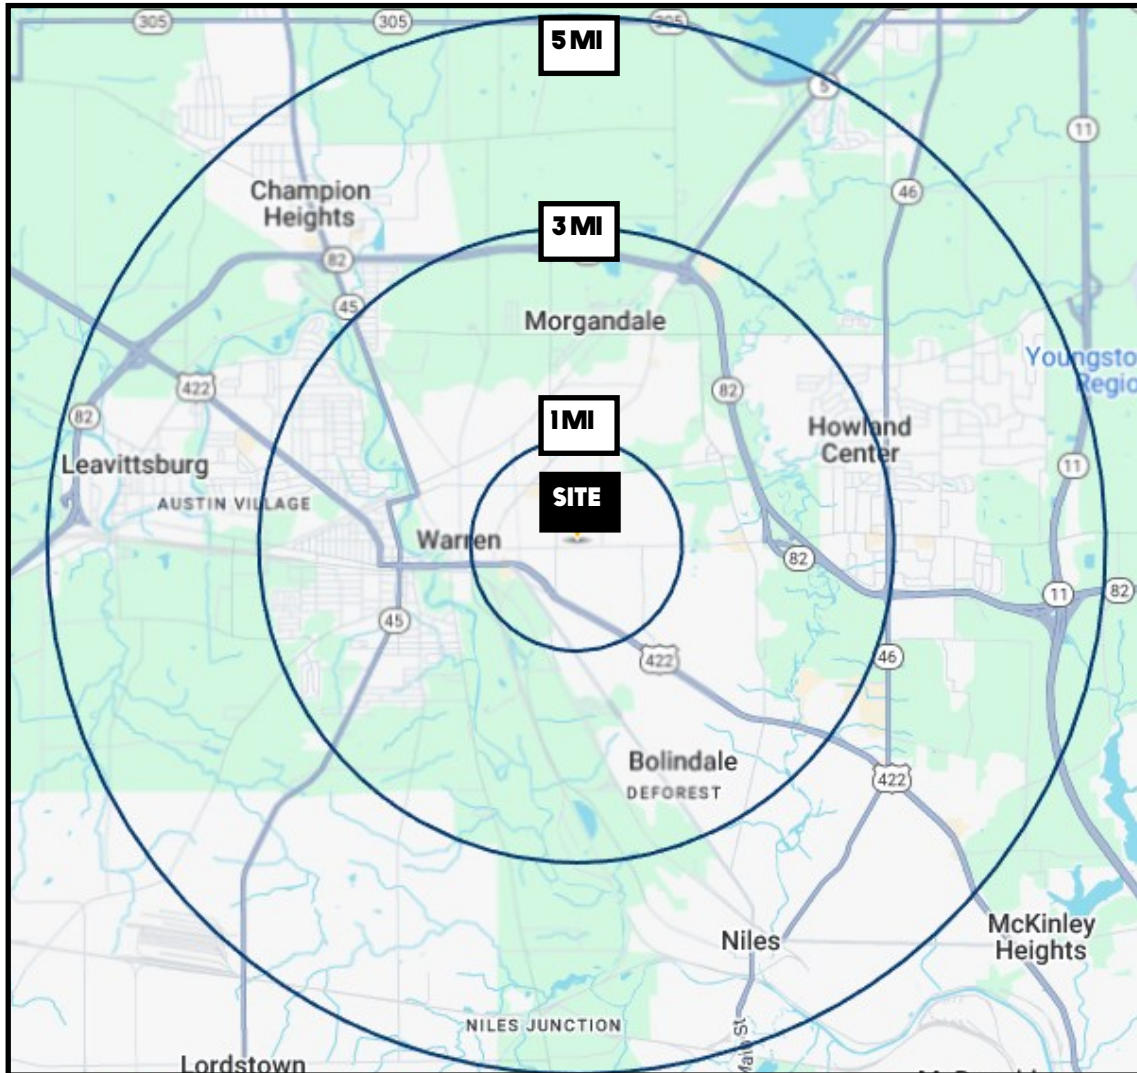 305
305
305
5 MI
5
11
46
Champion
Heights
3 MI
82
45
Morgandale
Youngsto
Regio
422
82
82
1 MI
Howland
Center
Leavittsburg
11
AUSTIN VILLAGE
SITE
Warren
82
11
82
45
46
422
Bolindale
DEFOREST
422
Niles
McKinley
Heights
NILES JUNCTION
Main St
Lordstown